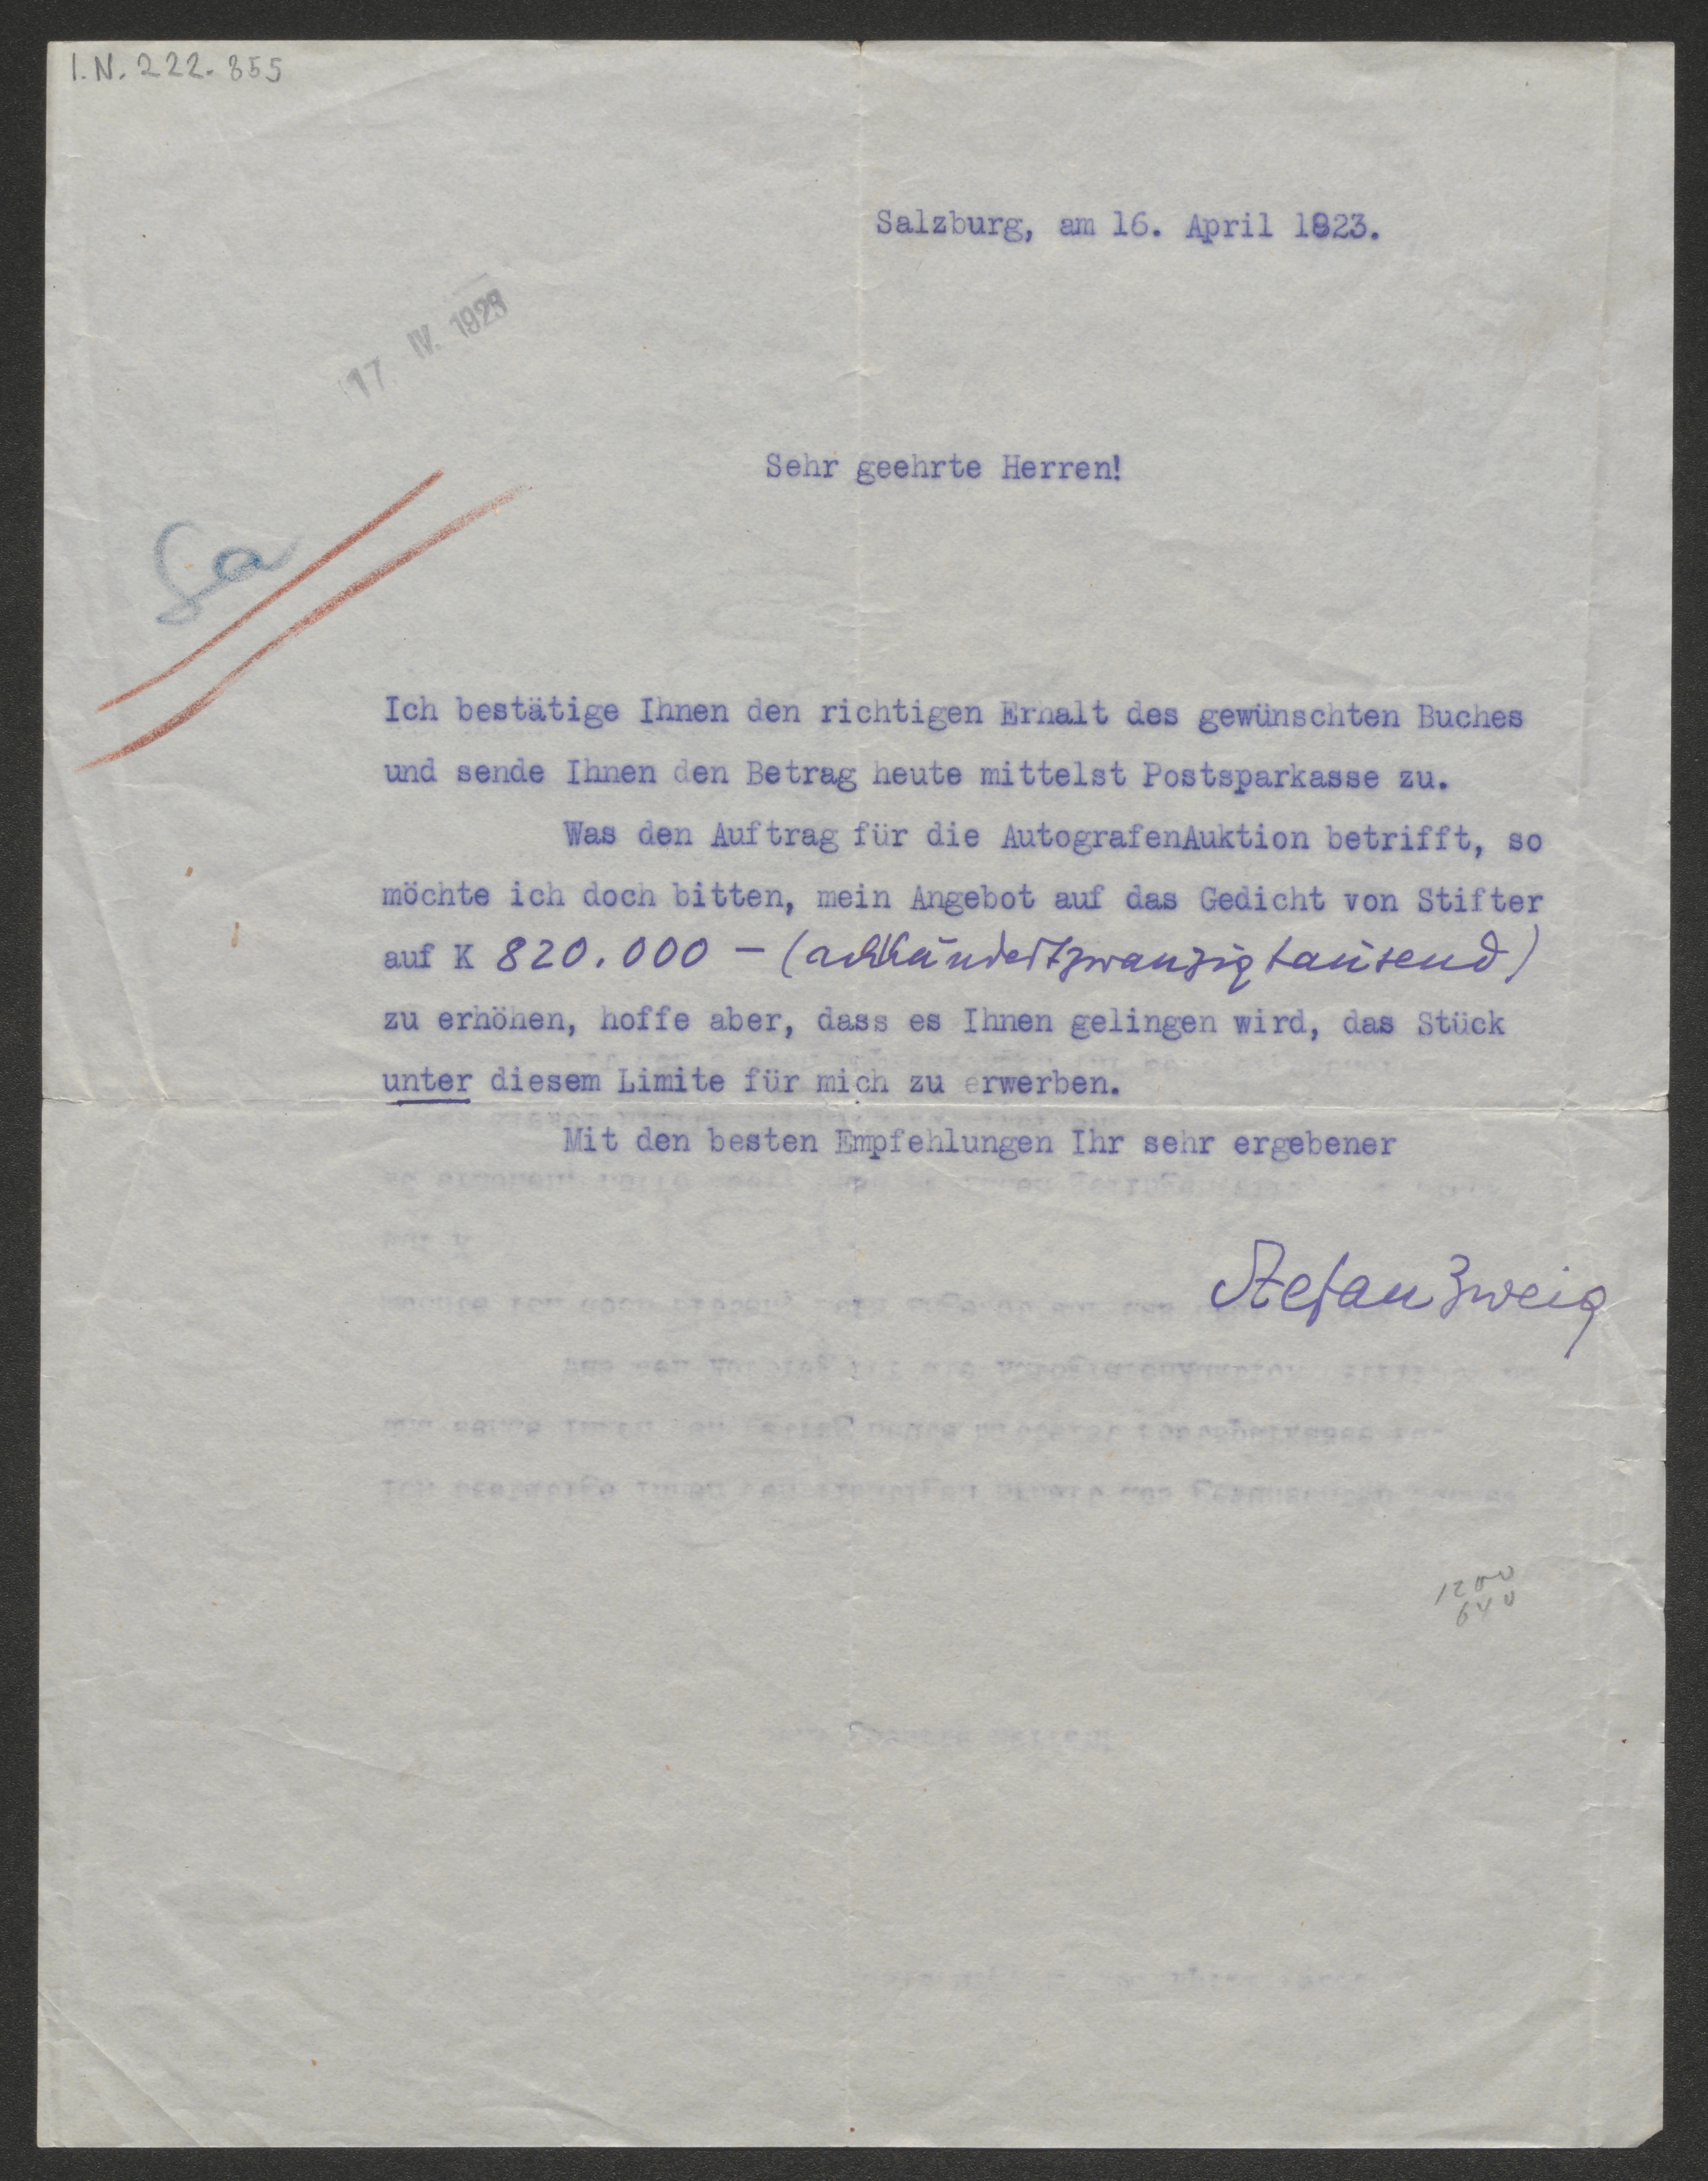 I.N. 222.855
Salzburg, am 16. April 1923.
17. IV. 1923
Sehr geehrte Herren!
Sa
Ich bestätige Ihnen den richtigen Erhalt des gewünschten Buches
und sende Ihnen den Betrag heute mittelst Postsparkasse zu.
Was den Auftrag für die AutografenAuktion betrifft, so
möchte ich doch bitten, mein Angebot auf das Gedicht von Stifter
auf K 820.000 – (achthundertzwanzigtausend)
zu erhöhen, hoffe aber, dass es Ihnen gelingen wird, das Stück
unter diesem Limite für mich zu erwerben.
Mit den besten Empfehlungen Ihr sehr ergebener
Stefan Zweig
1200
640